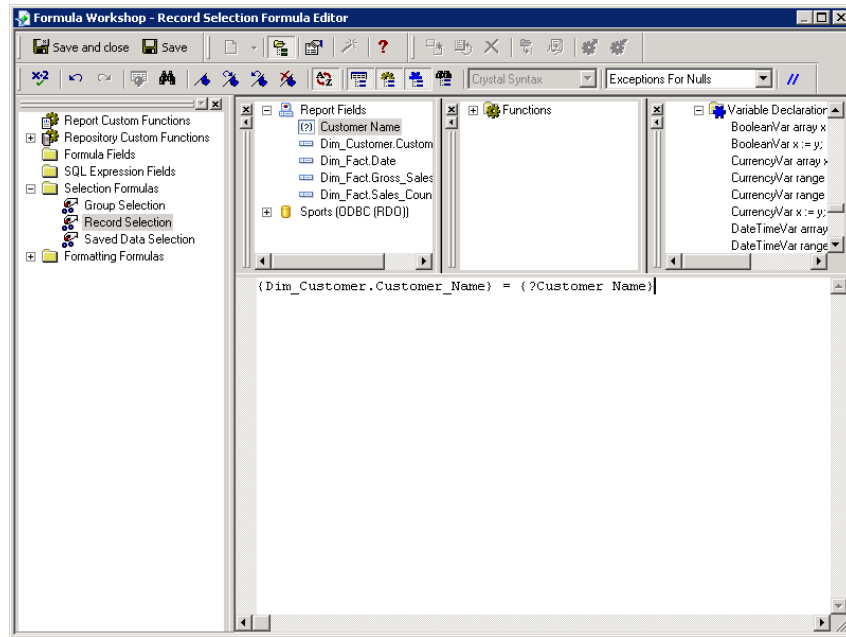 Formula Workshop - Record Selection Formula Editor
Save and close Save ?
x+2 A Z Crystal Syntax Exceptions For Nulls //
Report Custom Functions
Repository Custom Functions
Formula Fields
SQL Expression Fields
Selection Formulas
Group Selection
Record Selection
Saved Data Selection
Formatting Formulas
Report Fields
(?) Customer Name
Dim_Customer.Custom
Dim_Fact.Date
Dim_Fact.Gross_Sales
Dim_Fact.Sales_Coun
Sports (ODBC (RDO))
Functions
Variable Declaration
BooleanVar array x
BooleanVar x := y;
CurrencyVar array x
CurrencyVar range
CurrencyVar range
CurrencyVar x := y;
DateTimeVar array
DateTimeVar range
{Dim_Customer.Customer_Name} = {?Customer Name}